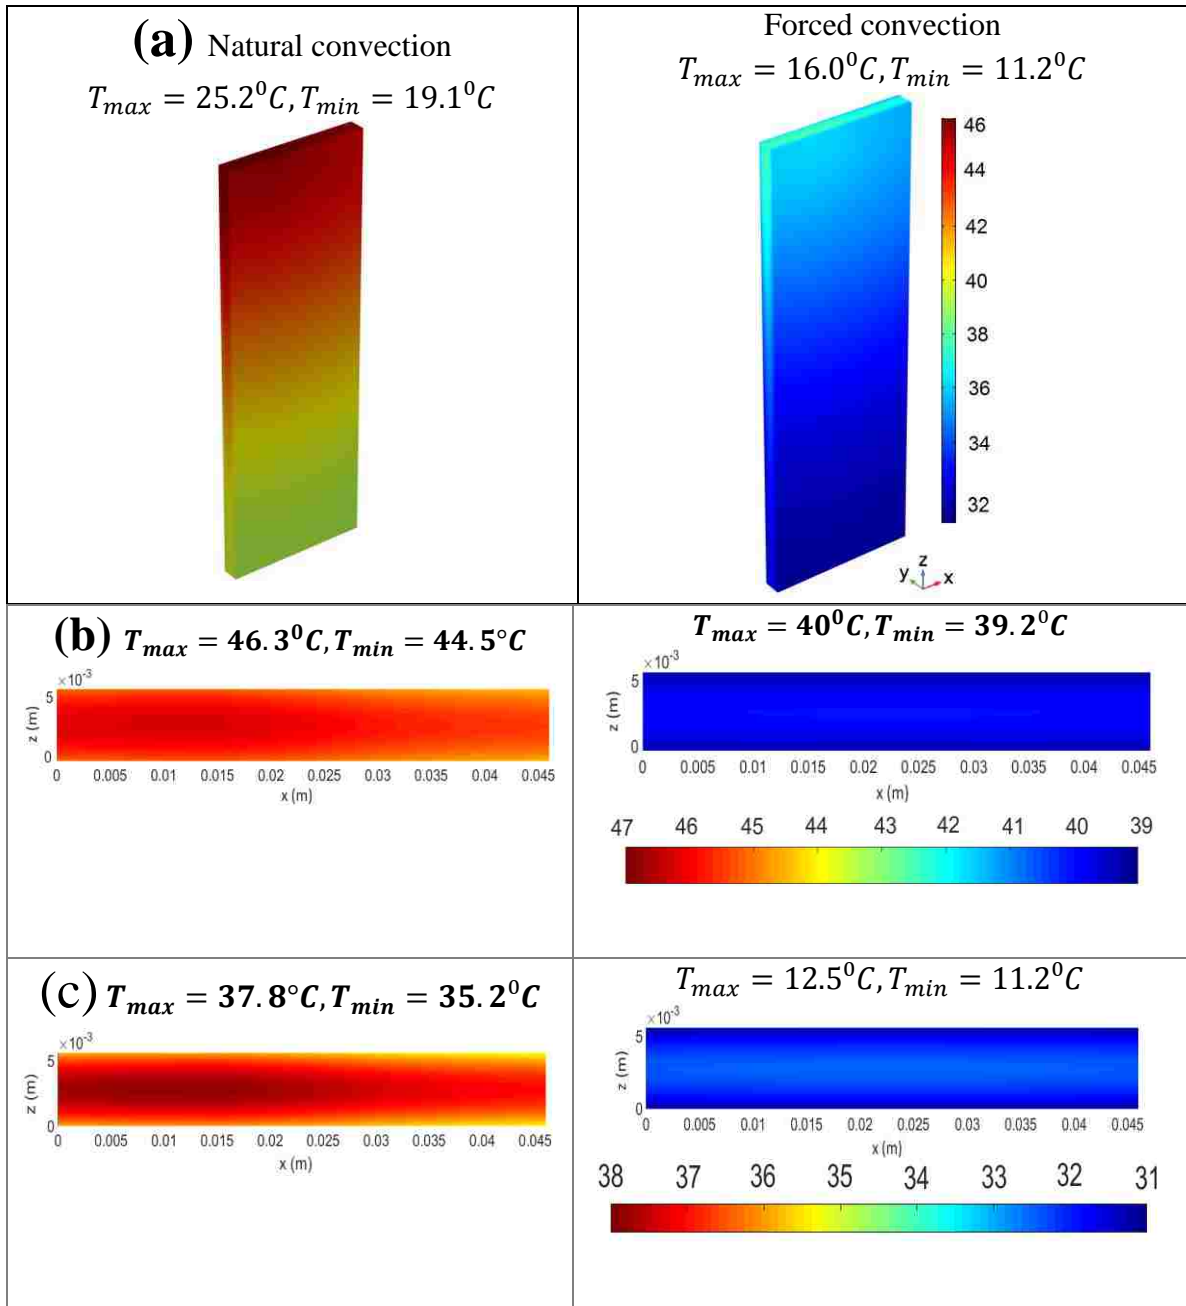 (a) Natural convection
T_max = 25.2⁰C, T_min = 19.1⁰C
Forced convection
T_max = 16.0⁰C, T_min = 11.2⁰C
46
44
42
40
38
36
34
32
z
y
x
(b) T_max = 46.3⁰C, T_min = 44.5°C
×10⁻³
5
0
z (m)
0 0.005 0.01 0.015 0.02 0.025 0.03 0.035 0.04 0.045
x (m)
T_max = 40⁰C, T_min = 39.2⁰C
×10⁻³
5
0
z (m)
0 0.005 0.01 0.015 0.02 0.025 0.03 0.035 0.04 0.045
x (m)
47 46 45 44 43 42 41 40 39
(c) T_max = 37.8°C, T_min = 35.2⁰C
×10⁻³
5
0
z (m)
0 0.005 0.01 0.015 0.02 0.025 0.03 0.035 0.04 0.045
x (m)
T_max = 12.5⁰C, T_min = 11.2⁰C
×10⁻³
5
0
z (m)
0 0.005 0.01 0.015 0.02 0.025 0.03 0.035 0.04 0.045
x (m)
38 37 36 35 34 33 32 31